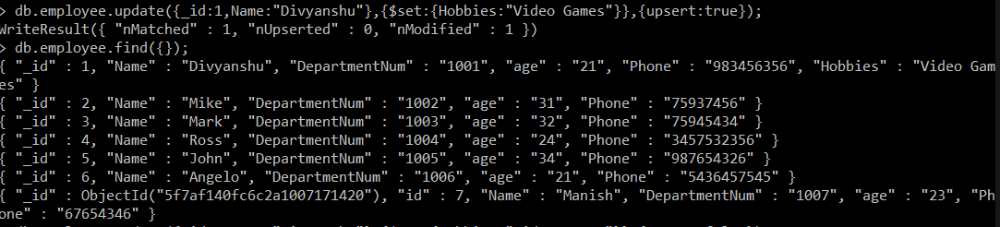 > db.employee.update({_id:1,Name:"Divyanshu"},{$set:{Hobbies:"Video Games"}},{upsert:true});
WriteResult({ "nMatched" : 1, "nUpserted" : 0, "nModified" : 1 })
> db.employee.find({});
{ "_id" : 1, "Name" : "Divyanshu", "DepartmentNum" : "1001", "age" : "21", "Phone" : "983456356", "Hobbies" : "Video Gam
es" }
{ "_id" : 2, "Name" : "Mike", "DepartmentNum" : "1002", "age" : "31", "Phone" : "75937456" }
{ "_id" : 3, "Name" : "Mark", "DepartmentNum" : "1003", "age" : "32", "Phone" : "75945434" }
{ "_id" : 4, "Name" : "Ross", "DepartmentNum" : "1004", "age" : "24", "Phone" : "3457532356" }
{ "_id" : 5, "Name" : "John", "DepartmentNum" : "1005", "age" : "34", "Phone" : "987654326" }
{ "_id" : 6, "Name" : "Angelo", "DepartmentNum" : "1006", "age" : "21", "Phone" : "5436457545" }
{ "_id" : ObjectId("5f7af140fc6c2a1007171420"), "id" : 7, "Name" : "Manish", "DepartmentNum" : "1007", "age" : "23", "Ph
one" : "67654346" }